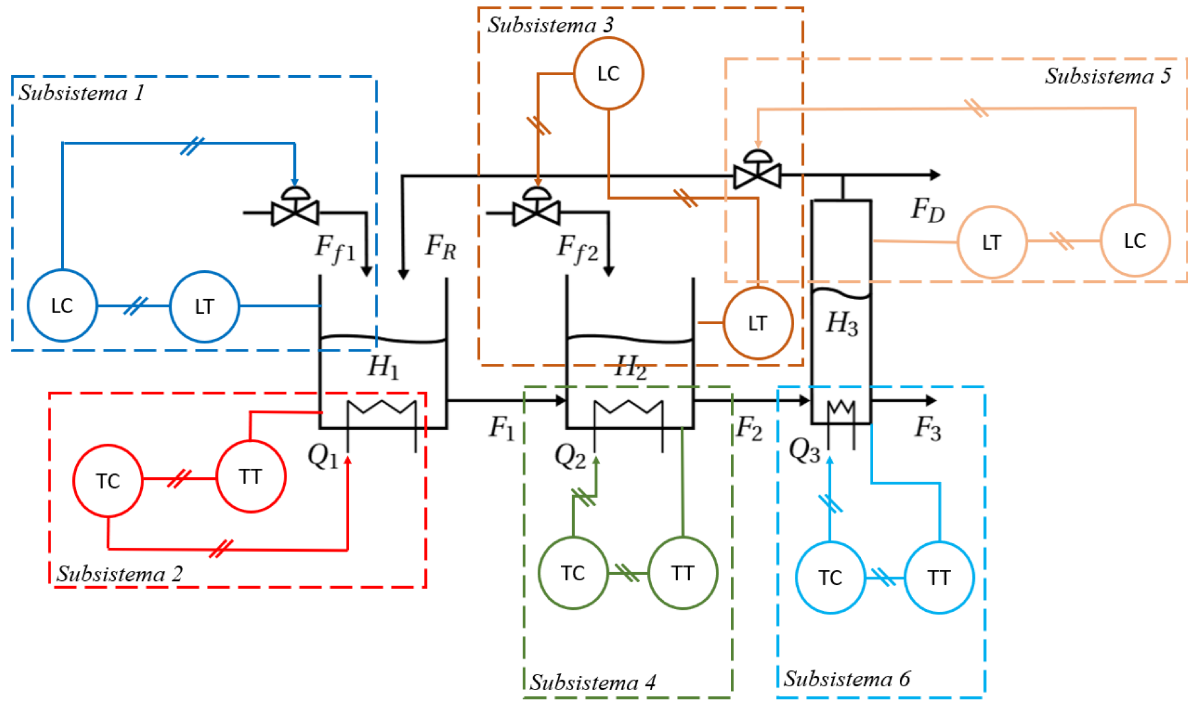 Subsistema 1
LC
LT
F_{f1}
F_R
Subsistema 3
LC
F_{f2}
LT
Subsistema 5
F_D
LT
LC
H_1
H_2
H_3
F_1
F_2
F_3
Q_1
TC
TT
Subsistema 2
Q_2
TC
TT
Subsistema 4
Q_3
TC
TT
Subsistema 6